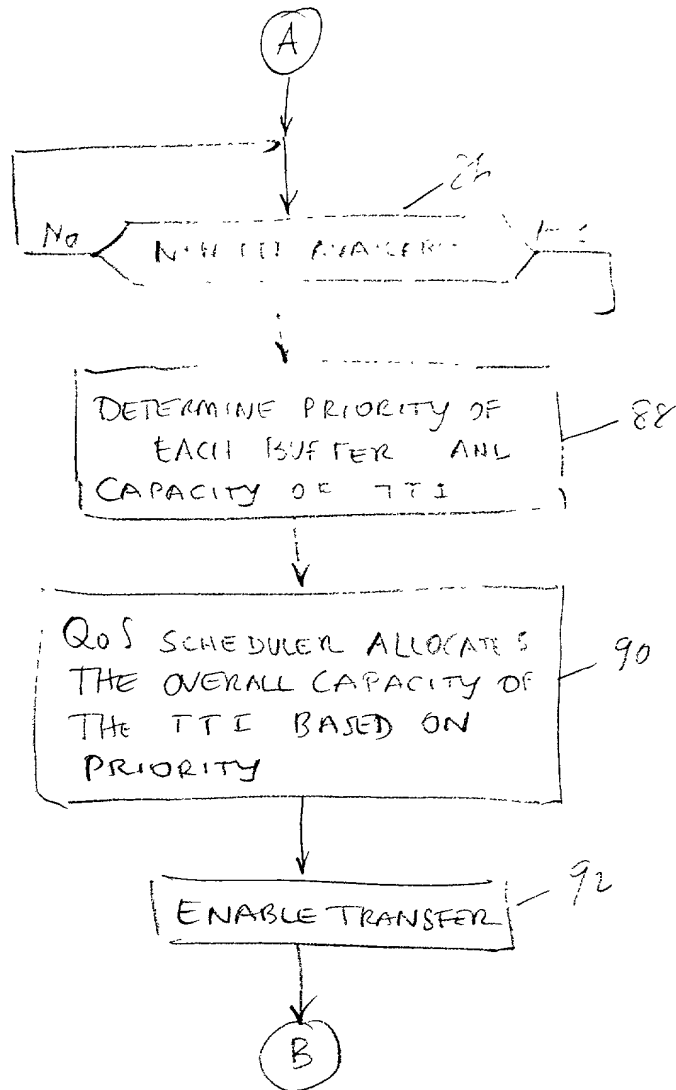 A
No
TTI
DETERMINE PRIORITY OF
EACH BUFFER AND
CAPACITY OF TTI
88
QoS SCHEDULER ALLOCATES
THE OVERALL CAPACITY OF
THE TTI BASED ON
PRIORITY
90
ENABLE TRANSFER
92
B